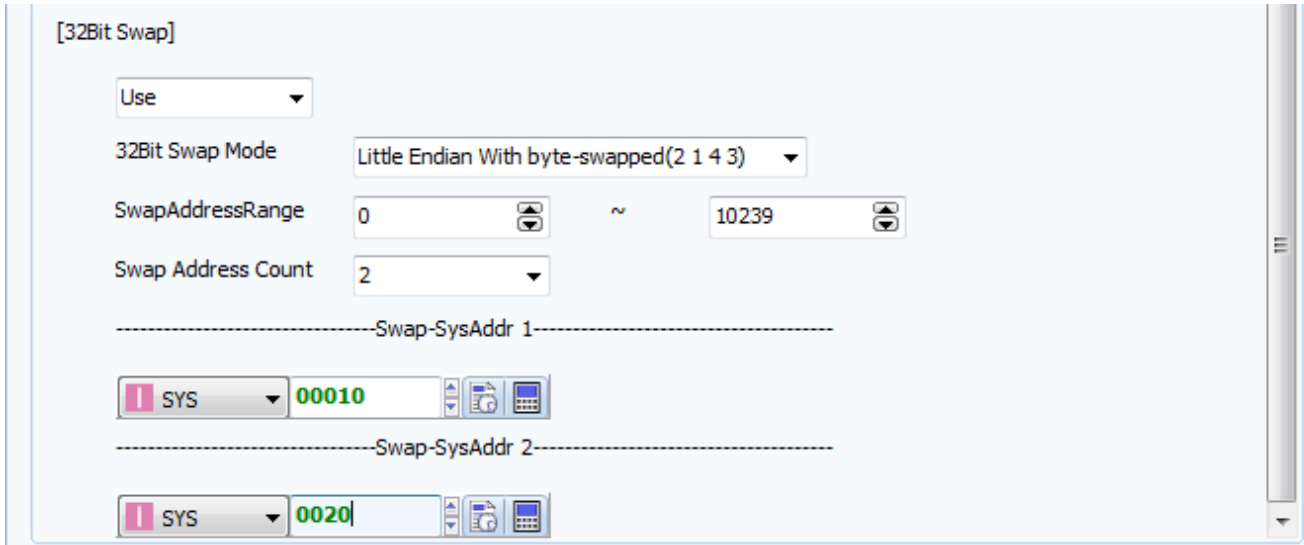 [32Bit Swap]
Use
32Bit Swap Mode Little Endian With byte-swapped(2 1 4 3)
SwapAddressRange 0 ~ 10239
Swap Address Count 2
---------------------------------Swap-SysAddr 1--------------------------------------
SYS 00010
---------------------------------Swap-SysAddr 2--------------------------------------
SYS 0020